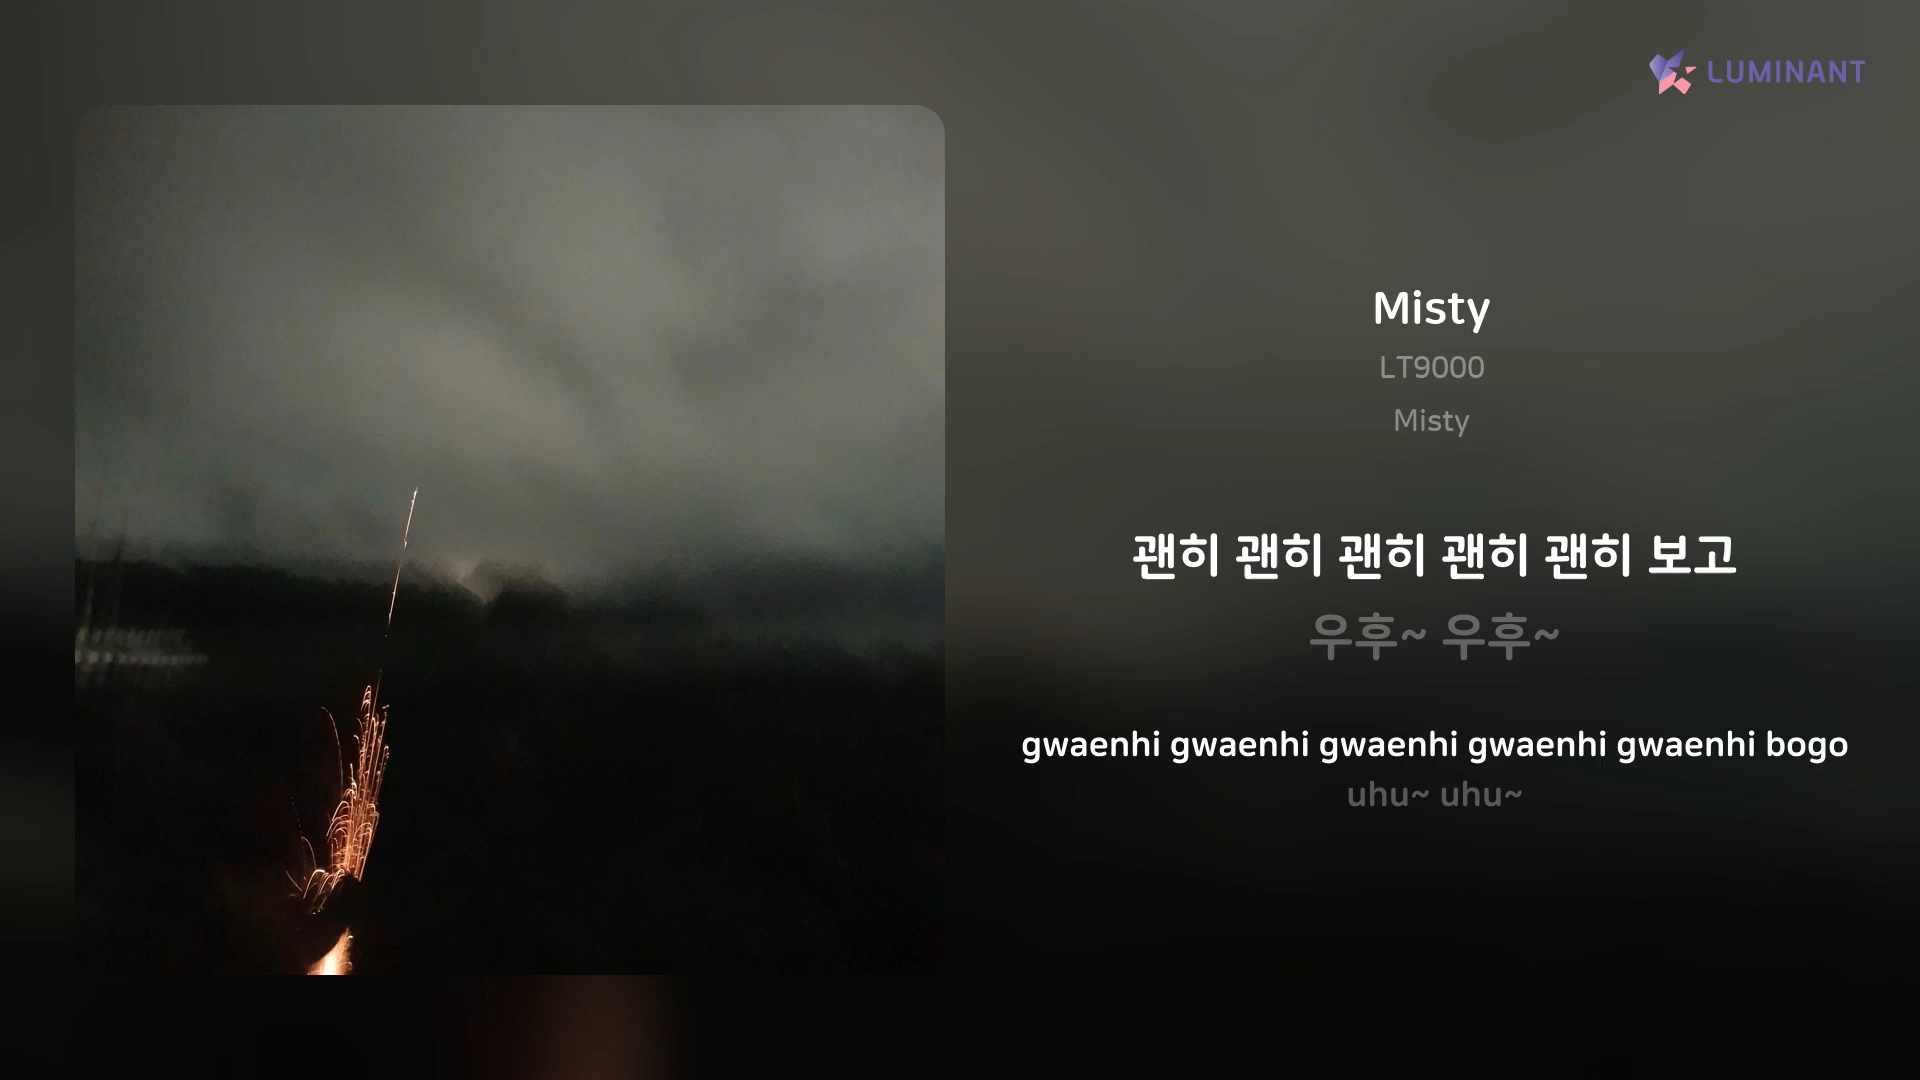 LUMINANT
Misty
LT9000
Misty
괜히 괜히 괜히 괜히 괜히 보고
우후~ 우후~
gwaenhi gwaenhi gwaenhi gwaenhi gwaenhi bogo
uhu~ uhu~